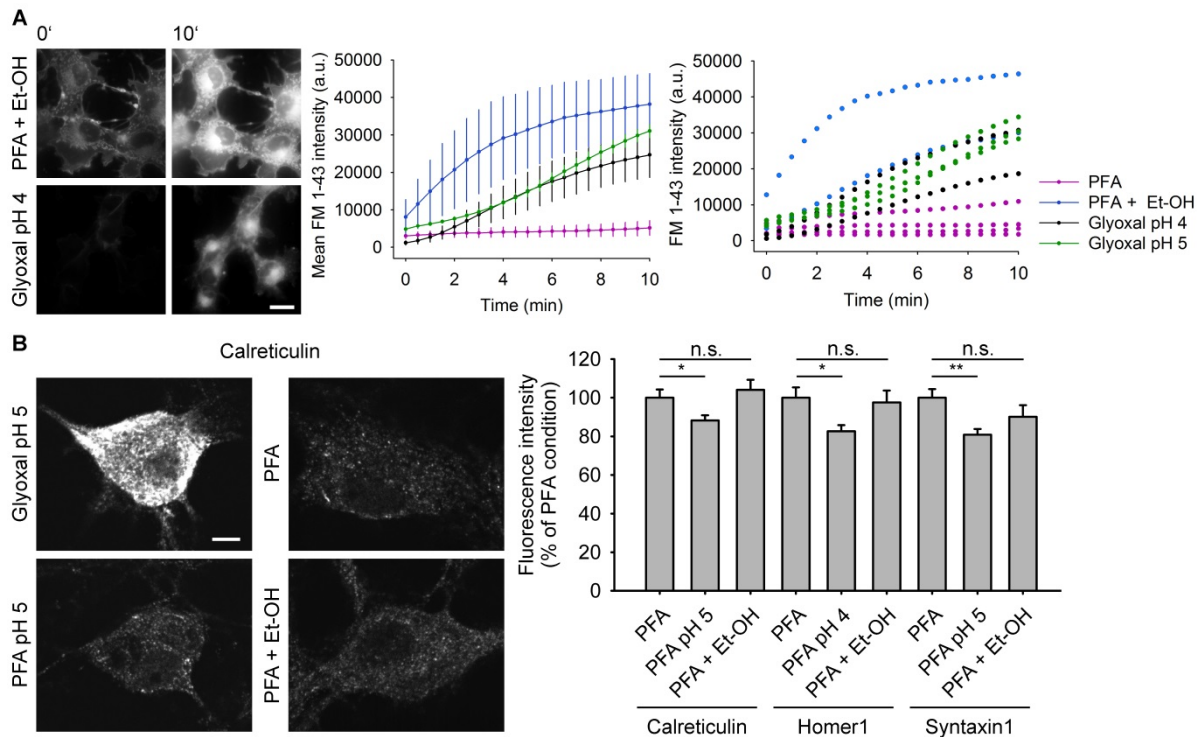 A
0‘
10‘
PFA + Et-OH
Glyoxal pH 4
Mean FM 1-43 intensity (a.u.)
50000
40000
30000
20000
10000
0
0 2 4 6 8 10
Time (min)
FM 1-43 intensity (a.u.)
50000
40000
30000
20000
10000
0
0 2 4 6 8 10
Time (min)
PFA
PFA + Et-OH
Glyoxal pH 4
Glyoxal pH 5
B
Calreticulin
Glyoxal pH 5
PFA
PFA pH 5
PFA + Et-OH
Fluorescence intensity
(% of PFA condition)
120
100
80
60
40
20
0
n.s. n.s. n.s.
* * **
PFA
PFA pH 5
PFA + Et-OH
PFA
PFA pH 4
PFA + Et-OH
PFA
PFA pH 5
PFA + Et-OH
Calreticulin Homer1 Syntaxin1